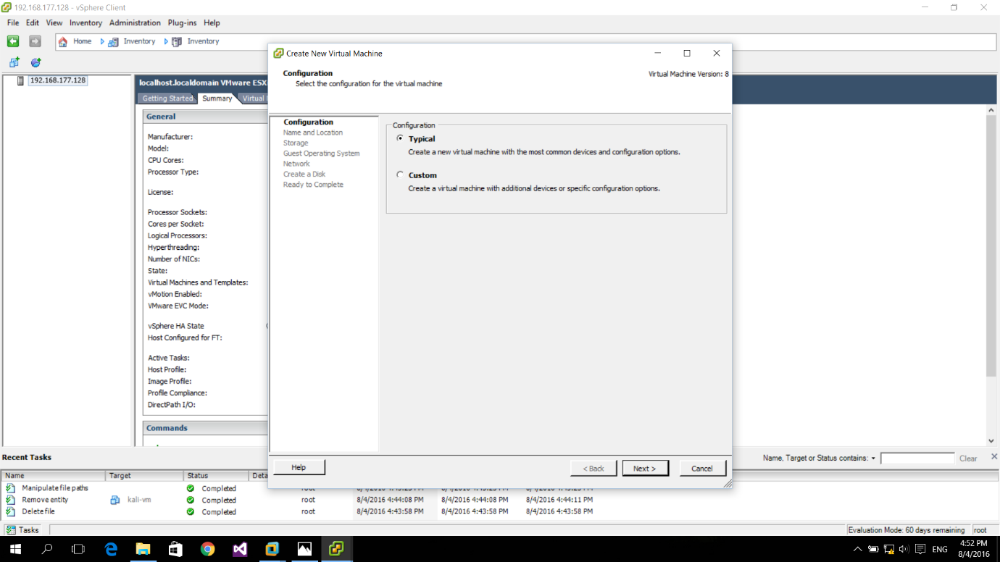 192.168.177.128 - vSphere Client
File Edit View Inventory Administration Plug-ins Help
Home Inventory Inventory
192.168.177.128
localhost.localdomain VMware ESX
Getting Started Summary Virtual
General
Manufacturer:
Model:
CPU Cores:
Processor Type:
License:
Processor Sockets:
Cores per Socket:
Logical Processors:
Hyperthreading:
Number of NICs:
State:
Virtual Machines and Templates:
vMotion Enabled:
VMware EVC Mode:
vSphere HA State
Host Configured for FT:
Active Tasks:
Host Profile:
Image Profile:
Profile Compliance:
DirectPath I/O:
Commands
Create New Virtual Machine
Configuration
Select the configuration for the virtual machine
Virtual Machine Version: 8
Configuration
Name and Location
Storage
Guest Operating System
Network
Create a Disk
Ready to Complete
Configuration
Typical
Create a new virtual machine with the most common devices and configuration options.
Custom
Create a virtual machine with additional devices or specific configuration options.
Help < Back Next > Cancel
Recent Tasks
Name, Target or Status contains: Clear
Name Target Status Deta
Manipulate file paths Completed root 8/4/2016 4:43:25 PM
Remove entity kali-vm Completed root 8/4/2016 4:44:08 PM 8/4/2016 4:44:08 PM 8/4/2016 4:44:11 PM
Delete file Completed root 8/4/2016 4:43:58 PM 8/4/2016 4:43:58 PM 8/4/2016 4:43:58 PM
Tasks Evaluation Mode: 60 days remaining root
ENG 4:52 PM
8/4/2016